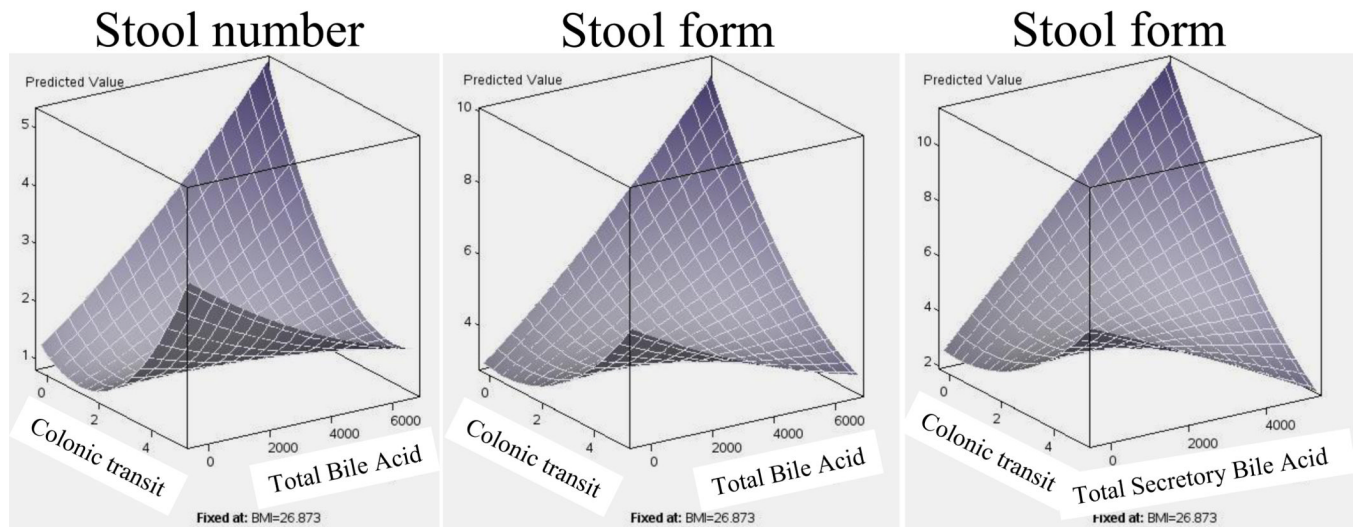 Stool number
Predicted Value
5
4
3
2
1
0
2
4
0
2000
4000
6000
Colonic transit
Total Bile Acid
Fixed at: BMI=26.873
Stool form
Predicted Value
10
8
6
4
0
2
4
0
2000
4000
6000
Colonic transit
Total Bile Acid
Fixed at: BMI=26.873
Stool form
Predicted Value
10
8
6
4
2
0
2
4
0
2000
4000
Colonic transit
Total Secretory Bile Acid
Fixed at: BMI=26.873